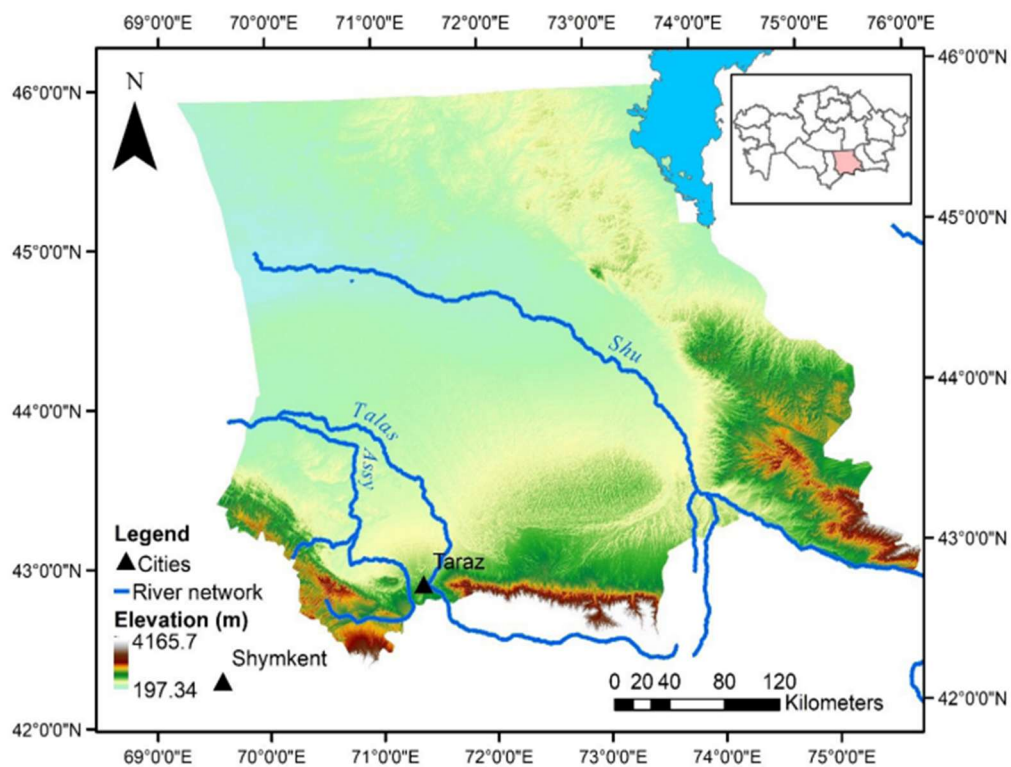 69°0'0"E 70°0'0"E 71°0'0"E 72°0'0"E 73°0'0"E 74°0'0"E 75°0'0"E 76°0'0"E
46°0'0"N
46°0'0"N
N
45°0'0"N
45°0'0"N
Shu
44°0'0"N
44°0'0"N
Talas
Assy
43°0'0"N
43°0'0"N
Taraz
Legend
Cities
River network
Elevation (m)
4165.7
197.34
Shymkent
0 20 40 80 120
Kilometers
42°0'0"N
42°0'0"N
69°0'0"E 70°0'0"E 71°0'0"E 72°0'0"E 73°0'0"E 74°0'0"E 75°0'0"E